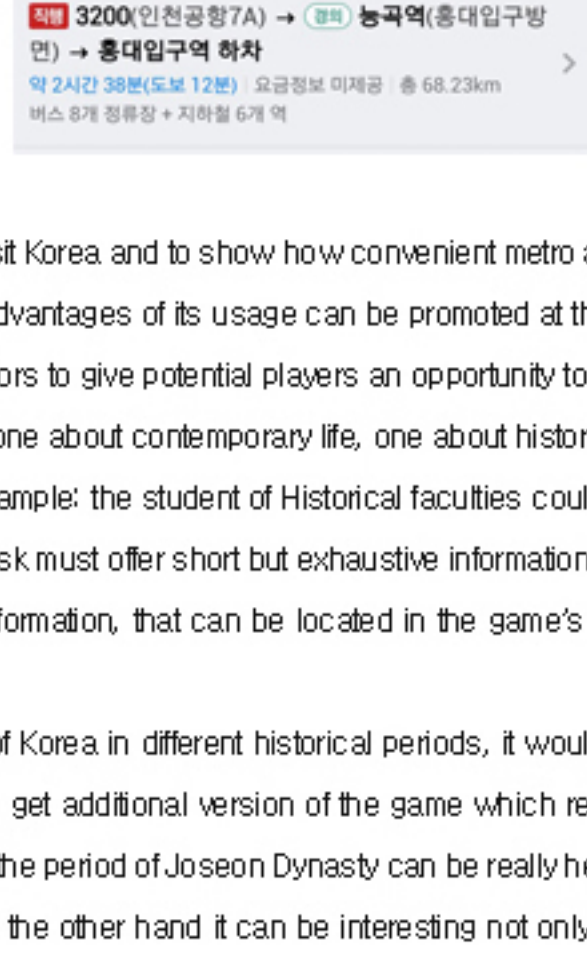 직행 3200(인천공항7A) → 경의 능곡역(홍대입구방
면) → 홍대입구역 하차
약 2시간 38분(도보 12분) | 요금정보 미제공 | 총 68.23km
버스 8개 정류장 + 지하철 6개 역
sit Korea and to show how convenient metro a
dvantages of its usage can be promoted at th
ors to give potential players an opportunity to
one about contemporary life, one about histor
ample: the student of Historical faculties coul
sk must offer short but exhaustive information
formation, that can be located in the game's
of Korea in different historical periods, it woul
get additional version of the game which re
the period of Joseon Dynasty can be really he
the other hand it can be interesting not only